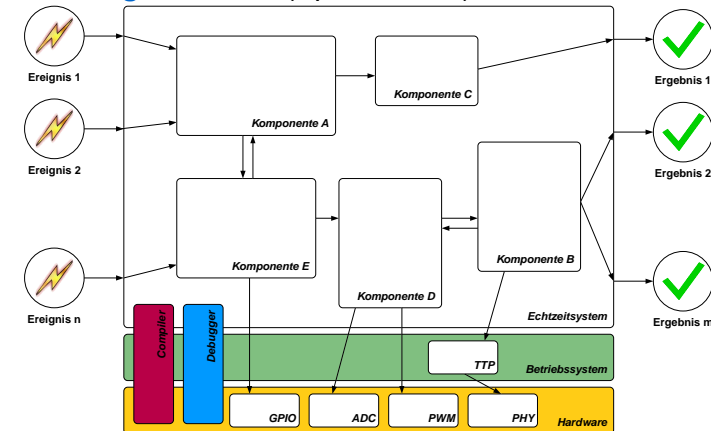 Ereignis 1
Ergebnis 1
Komponente C
Komponente A
Ereignis 2
Ergebnis 2
Komponente B
Komponente E
Komponente D
Ereignis n
Echtzeitsystem
Ergebnis m
Compiler
Debugger
TTP
Betriebssystem
GPIO
ADC
PWM
PHY
Hardware